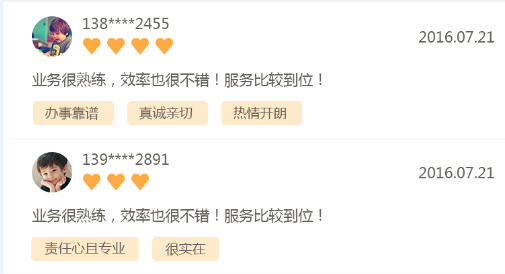 138****2455
2016.07.21
业务很熟练，效率也很不错！服务比较到位！
办事靠谱 真诚亲切 热情开朗
139****2891
2016.07.21
业务很熟练，效率也很不错！服务比较到位！
责任心且专业 很实在